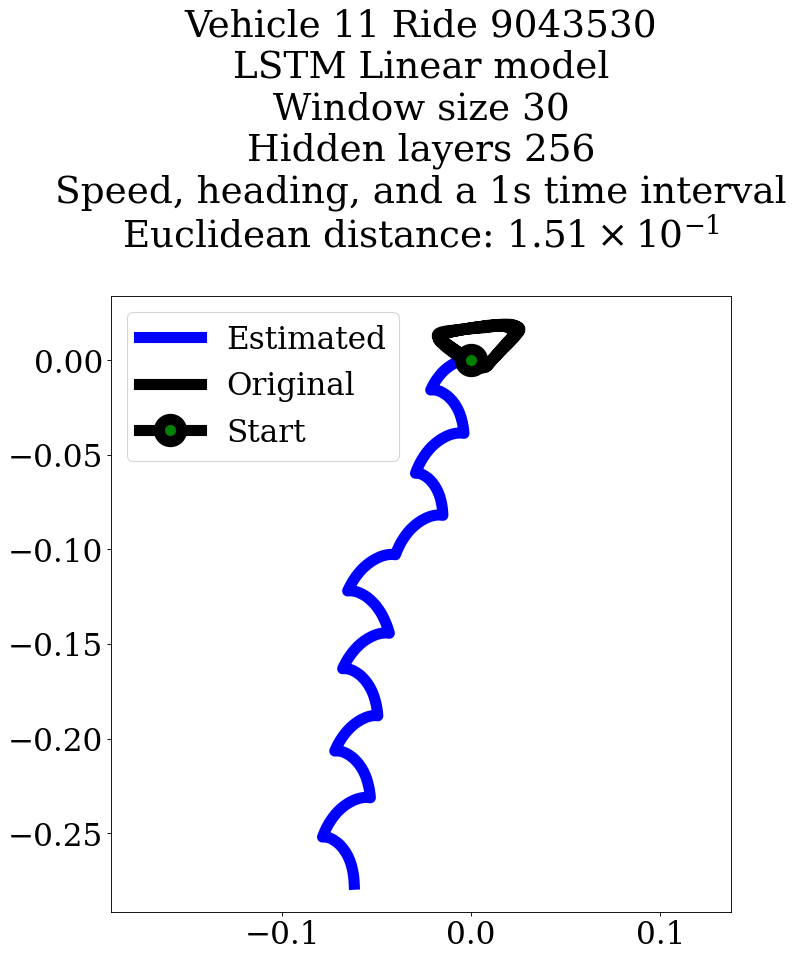 Vehicle 11 Ride 9043530
LSTM Linear model
Window size 30
Hidden layers 256
Speed, heading, and a 1s time interval
Euclidean distance: 1.51 × 10⁻¹
Estimated
Original
Start
0.00
−0.05
−0.10
−0.15
−0.20
−0.25
−0.1 0.0 0.1